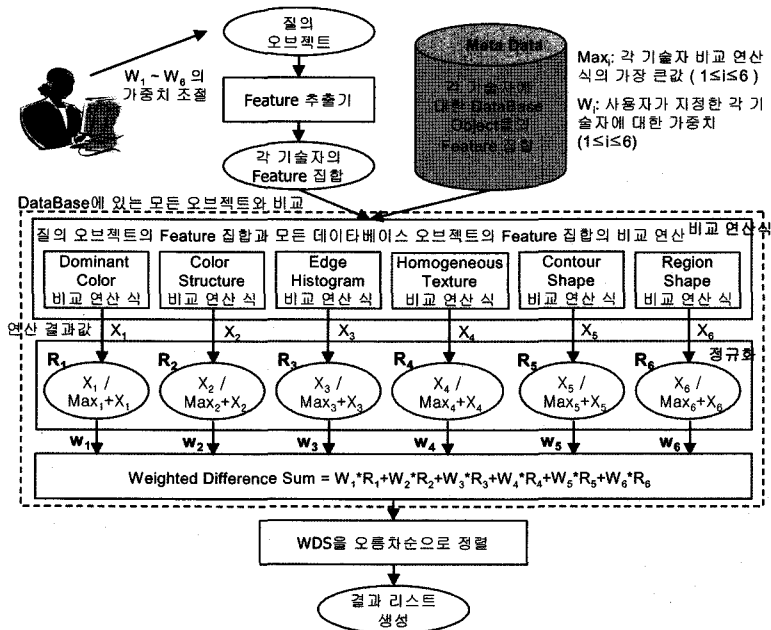 질의
오브젝트
W1 ~ W6 의
가중치 조절
Feature 추출기
각 기술자의
Feature 집합
Meta Data
각 기술자에
대한 DataBase
Object들의
Feature 집합
Maxi: 각 기술자 비교 연산
식의 가장 큰값 ( 1≤i≤6 )
Wi: 사용자가 지정한 각 기
술자에 대한 가중치
(1≤i≤6)
DataBase에 있는 모든 오브젝트와 비교
비교 연산식
질의 오브젝트의 Feature 집합과 모든 데이타베이스 오브젝트의 Feature 집합의 비교 연산
Dominant
Color
비교 연산 식
Color
Structure
비교 연산 식
Edge
Histogram
비교 연산 식
Homogeneous
Texture
비교 연산 식
Contour
Shape
비교 연산 식
Region
Shape
비교 연산 식
연산 결과값 X1 X2 X3 X4 X5 X6
정규화
R1 R2 R3 R4 R5 R6
X1 /
Max1+X1
X2 /
Max2+X2
X3 /
Max3+X3
X4 /
Max4+X4
X5 /
Max5+X5
X6 /
Max6+X6
w1 w2 w3 w4 w5 w6
Weighted Difference Sum = W1*R1+W2*R2+W3*R3+W4*R4+W5*R5+W6*R6
WDS을 오름차순으로 정렬
결과 리스트
생성